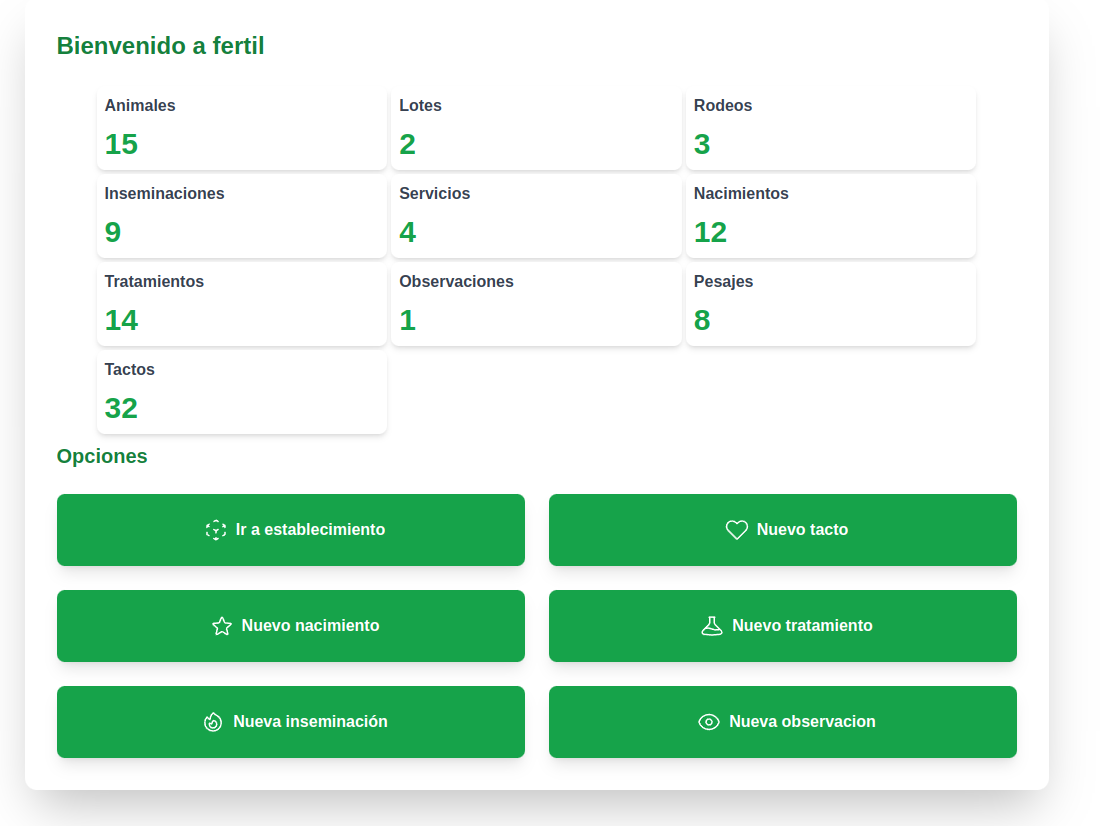 Bienvenido a fertil
Animales
15
Lotes
2
Rodeos
3
Inseminaciones
9
Servicios
4
Nacimientos
12
Tratamientos
14
Observaciones
1
Pesajes
8
Tactos
32
Opciones
Ir a establecimiento
Nuevo tacto
Nuevo nacimiento
Nuevo tratamiento
Nueva inseminación
Nueva observacion